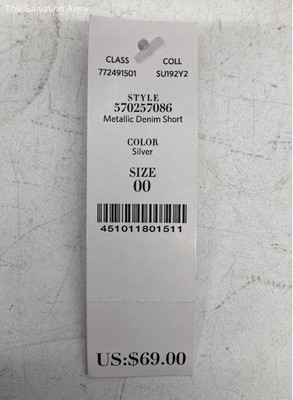 The Salvation Army
CLASS COLL
772491501 SU192Y2
STYLE
570257086
Metallic Denim Short
COLOR
Silver
SIZE
00
451011801511
US:$69.00